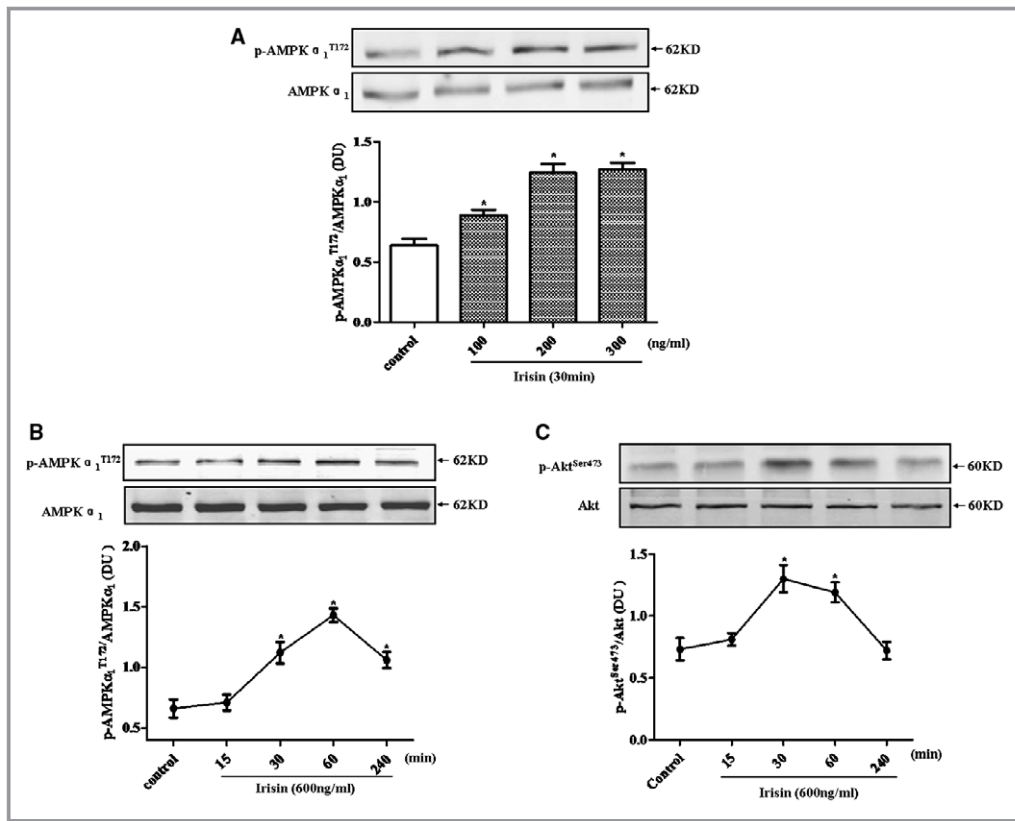 A
p-AMPK α ₁ᵀ¹⁷² ←62KD
AMPK α ₁ ←62KD
p-AMPKα₁ᵀ¹⁷²/AMPKα₁ (DU)
1.5
1.0
0.5
0.0
* * *
control 100 200 300 (ng/ml)
Irisin (30min)
B
p-AMPK α ₁ᵀ¹⁷² ←62KD
AMPK α ₁ ←62KD
p-AMPKα₁ᵀ¹⁷²/AMPKα₁ (DU )
2.0
1.5
1.0
0.5
* * *
control 15 30 60 240 (min)
Irisin (600ng/ml)
C
p-Aktˢᵉʳ⁴⁷³ ←60KD
Akt ←60KD
p-Aktˢᵉʳ⁴⁷³/Akt (DU )
1.5
1.0
0.5
0.0
* *
Control 15 30 60 240 (min)
Irisin (600ng/ml)